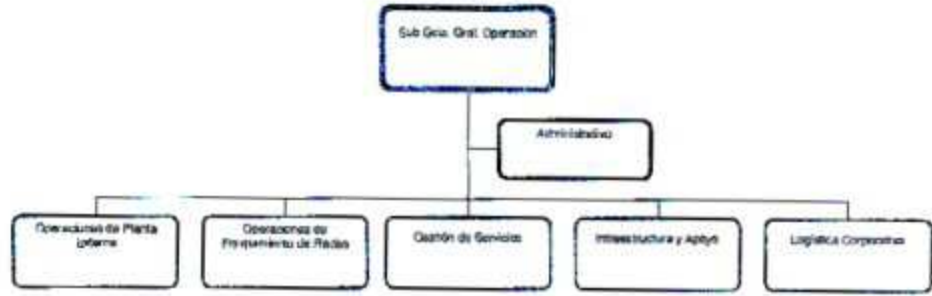 Sub Gcia. Gral. Operación
Administrativo
Operaciones de Planta
Externa
Operaciones de
de Redes
Gestión de Servicios
Infraestructura y Apoyo
Logística Corporativa